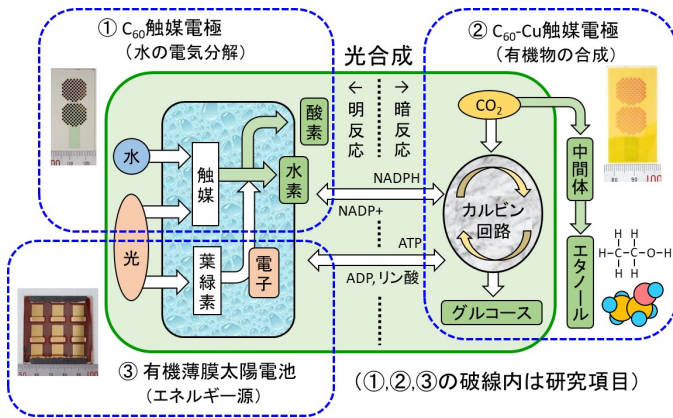 ① C₆₀触媒電極
(水の電気分解)
光合成
② C₆₀-Cu触媒電極
(有機物の合成)
←
明反応
→
暗反応
酸素
水
触媒
水素
光
葉緑素
電子
NADPH
NADP+
ATP
ADP, リン酸
CO₂
カルビン
回路
グルコース
中間体
エタノール
H H
H-C-C-O-H
H H
80 90 100
100
③ 有機薄膜太陽電池
(エネルギー源)
(①,②,③の破線内は研究項目)